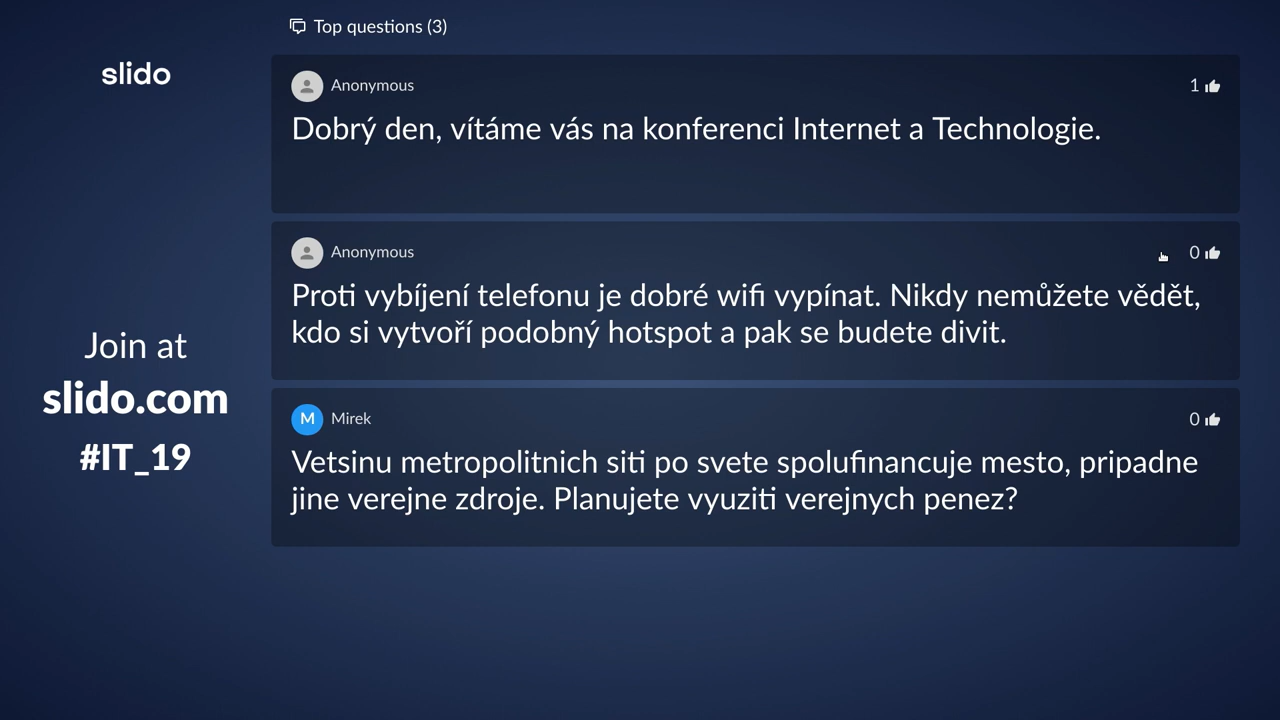 Top questions (3)
slido
Anonymous
1
Dobrý den, vítáme vás na konferenci Internet a Technologie.
Anonymous
0
Proti vybíjení telefonu je dobré wifi vypínat. Nikdy nemůžete vědět,
kdo si vytvoří podobný hotspot a pak se budete divit.
Join at
slido.com
#IT_19
M
Mirek
0
Vetsinu metropolitnich siti po svete spolufinancuje mesto, pripadne
jine verejne zdroje. Planujete vyuziti verejnych penez?